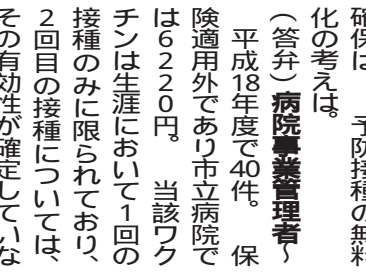 確保は。　予防接種の無料
化の考えは。
（答弁）病院事業管理者～
　平成18年度で40件。　保
険適用外であり市立病院で
は6220円。　当該ワク
チンは生涯において1回の
接種のみに限られており、
2回目の接種については、
その有効性が確定していな